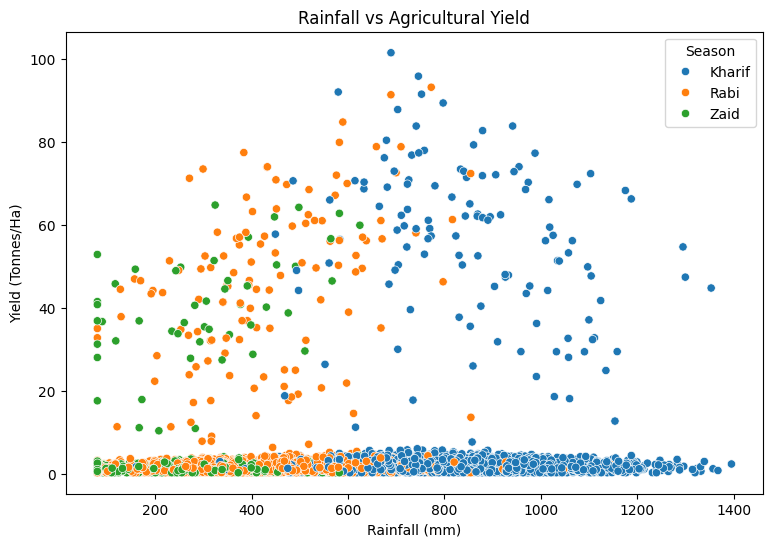 Rainfall vs Agricultural Yield
Season
Kharif
Rabi
Zaid
Yield (Tonnes/Ha)
100
80
60
40
20
0
200 400 600 800 1000 1200 1400
Rainfall (mm)